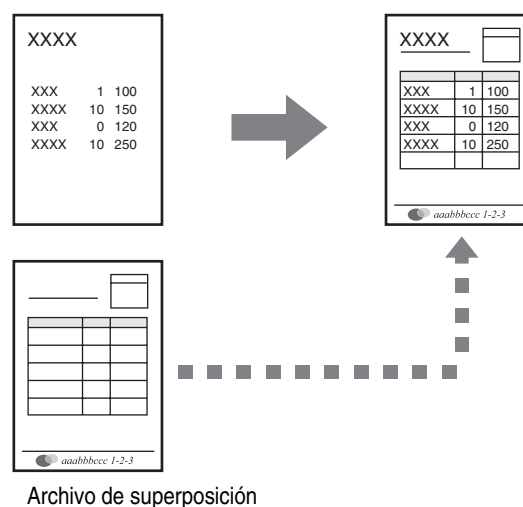 XXXX
XXX 1 100
XXXX 10 150
XXX 0 120
XXXX 10 250
XXXX
XXX 1 100
XXXX 10 150
XXX 0 120
XXXX 10 250
aaabbbccc 1-2-3
aaabbbccc 1-2-3
Archivo de superposición